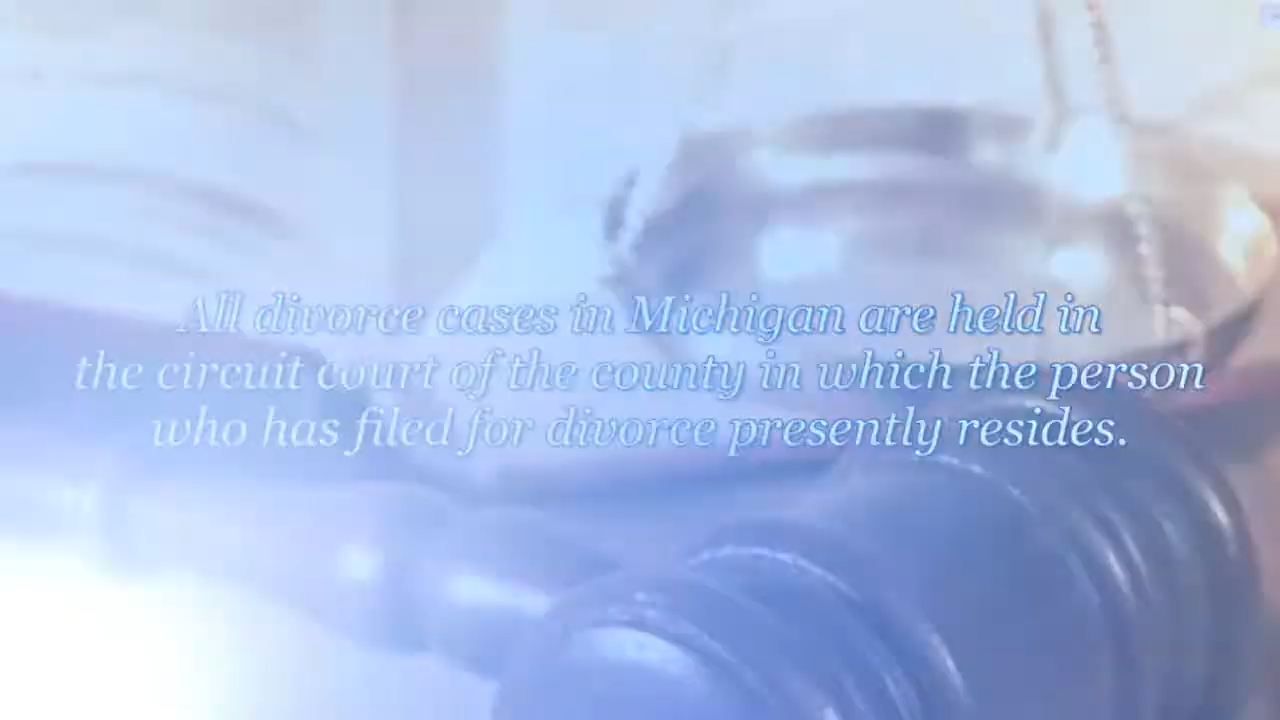 All divorce cases in Michigan are held in
the circuit court of the county in which the person
who has filed for divorce presently resides.